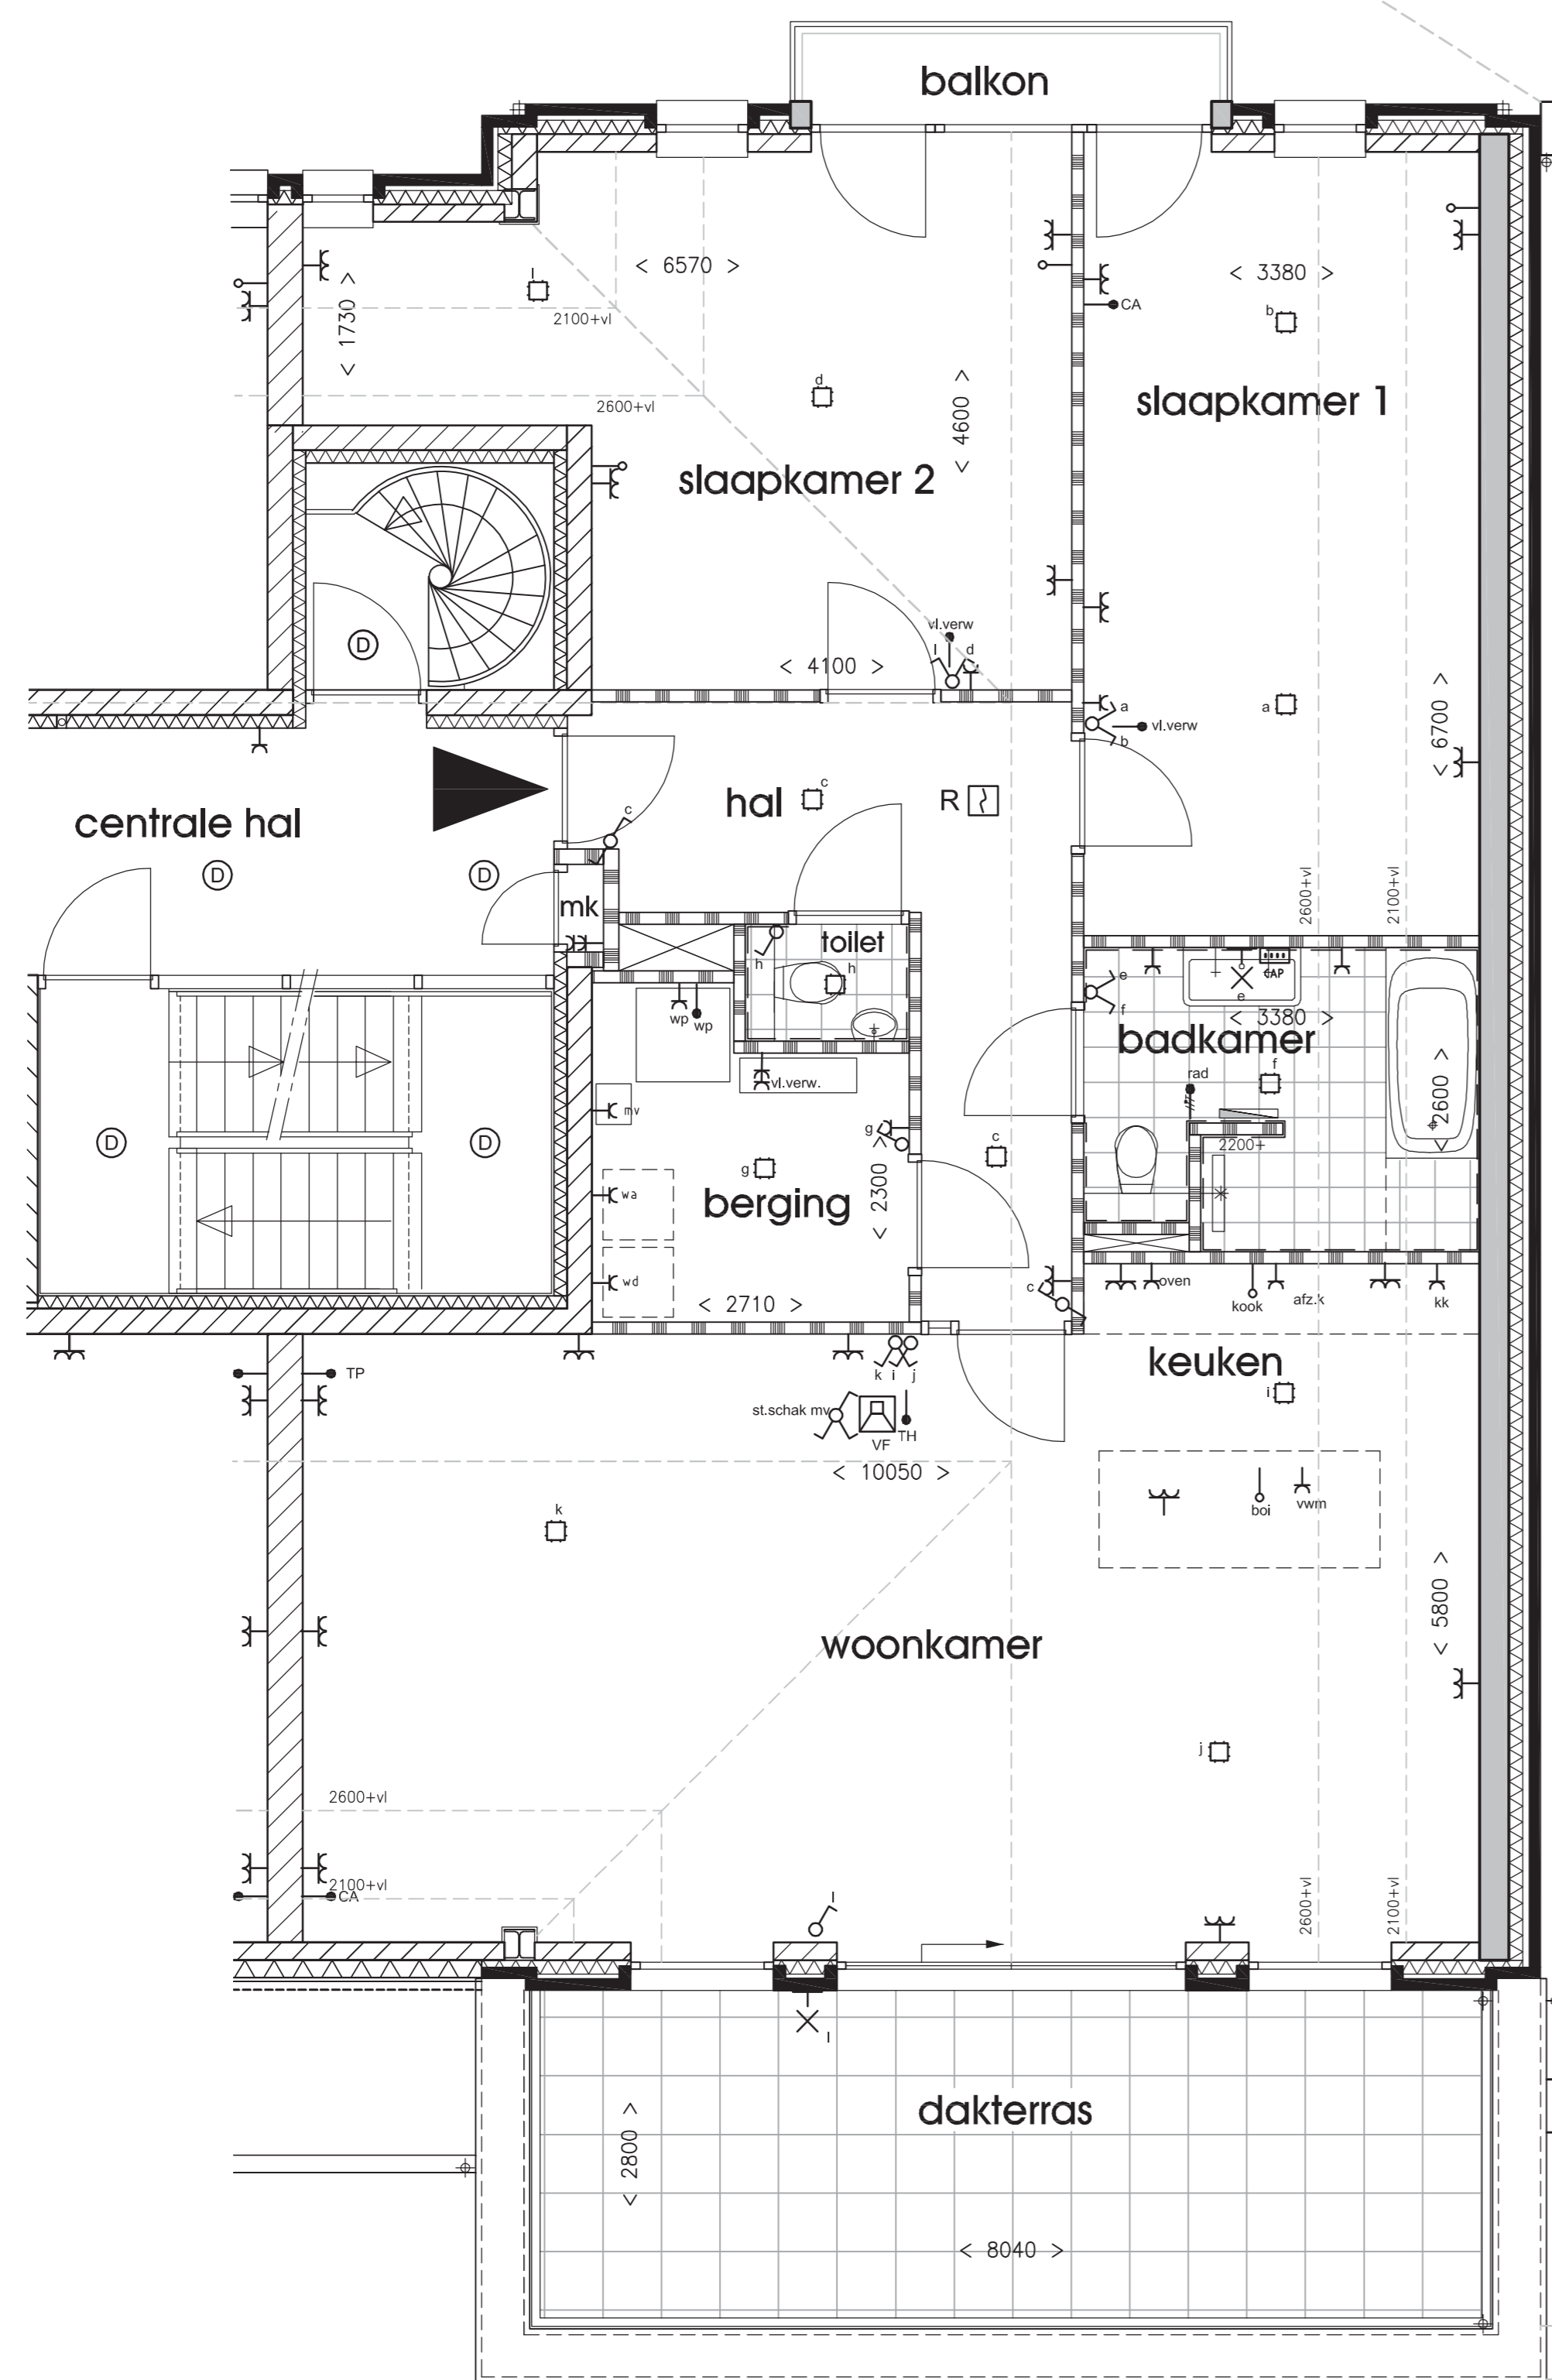 balkon
< 6570 >
l
2100+vl
< 1730 >
2600+vl
d
< 4600 >
slaapkamer 2
< 3380 >
CA
b
slaapkamer 1
D
vl.verw
l d
< 4100 >
a
vl.verw
b
a
< 6700 >
centrale hal
D
D
c
hal
c
R
mk
2600+vl
2100+vl
toilet
h
h
wp
wp
vl.verw.
mv
g
< 2300 >
c
g
berging
wa
wd
< 2710 >
D
D
e
f
CAP
e
< 3380 >
badkamer
rad
f
< 2600 >
2200+
c
oven
kook
afz.k
kk
keuken
i
TP
k i j
st.schak mv
VF
TH
< 10050 >
k
boi
vwm
< 5800 >
woonkamer
j
2600+vl
2100+vl
CA
l
2600+vl
2100+vl
l
dakterras
< 2800 >
< 8040 >